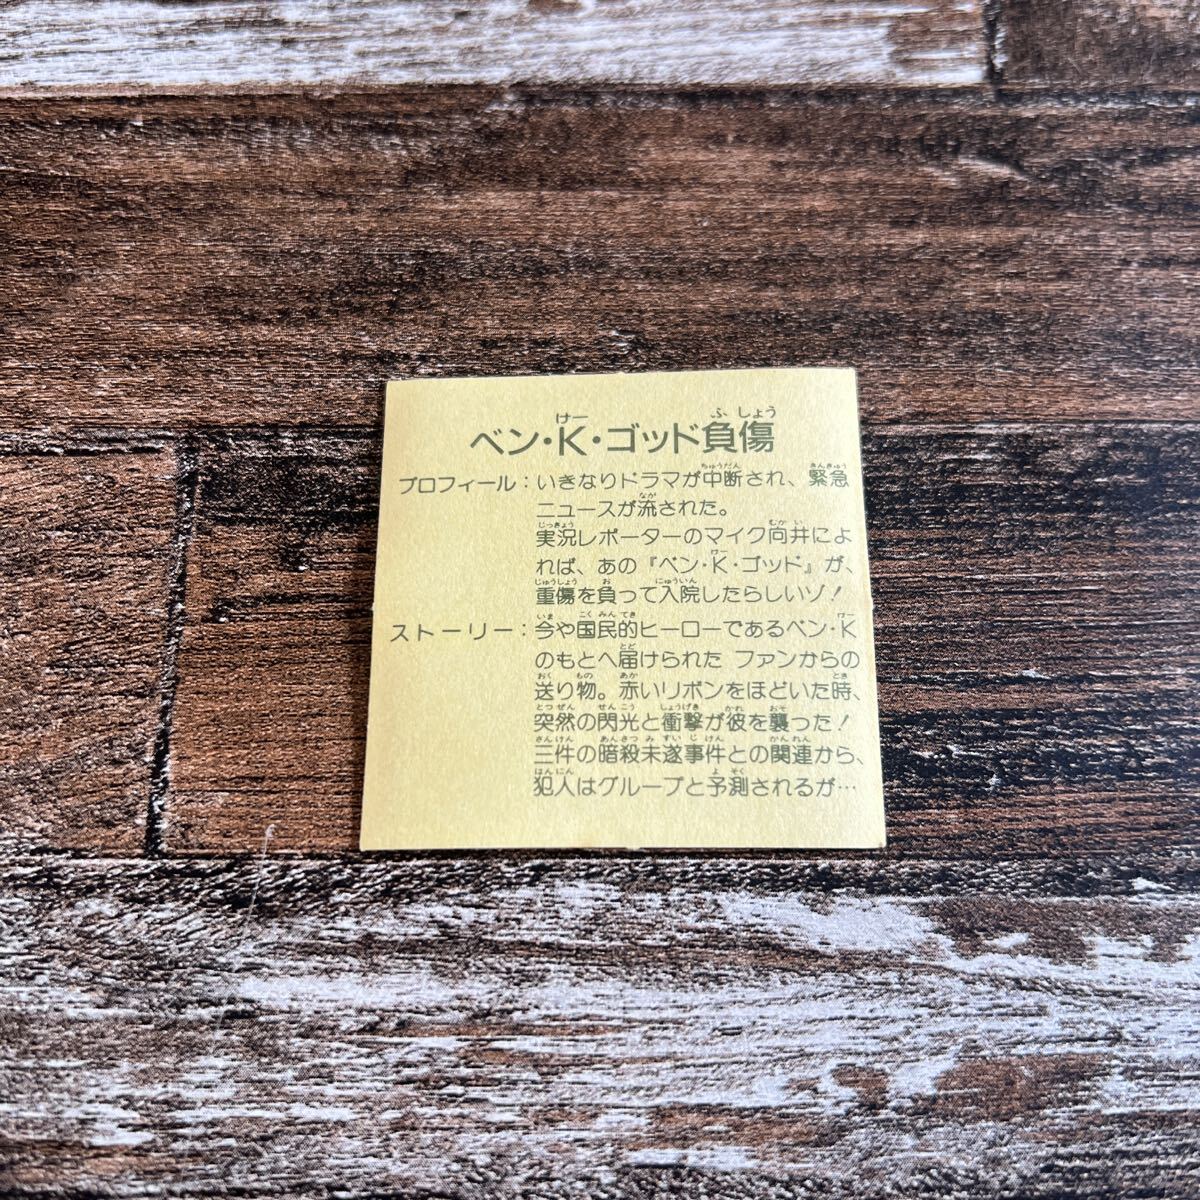 ベン・K・ゴッド負傷
プロフィール：いきなりドラマが中断され、緊急
ニュースが流された。
実況レポーターのマイク向井によ
れば、あの『ベン・K・ゴッド』が、
重傷を負って入院したらしいゾ！
ストーリー：今や国民的ヒーローであるベン・K
のもとへ届けられた ファンからの
送り物。赤いリボンをほどいた時、
突然の閃光と衝撃が彼を襲った！
三件の暗殺未遂事件との関連から、
犯人はグループと予測されるが…